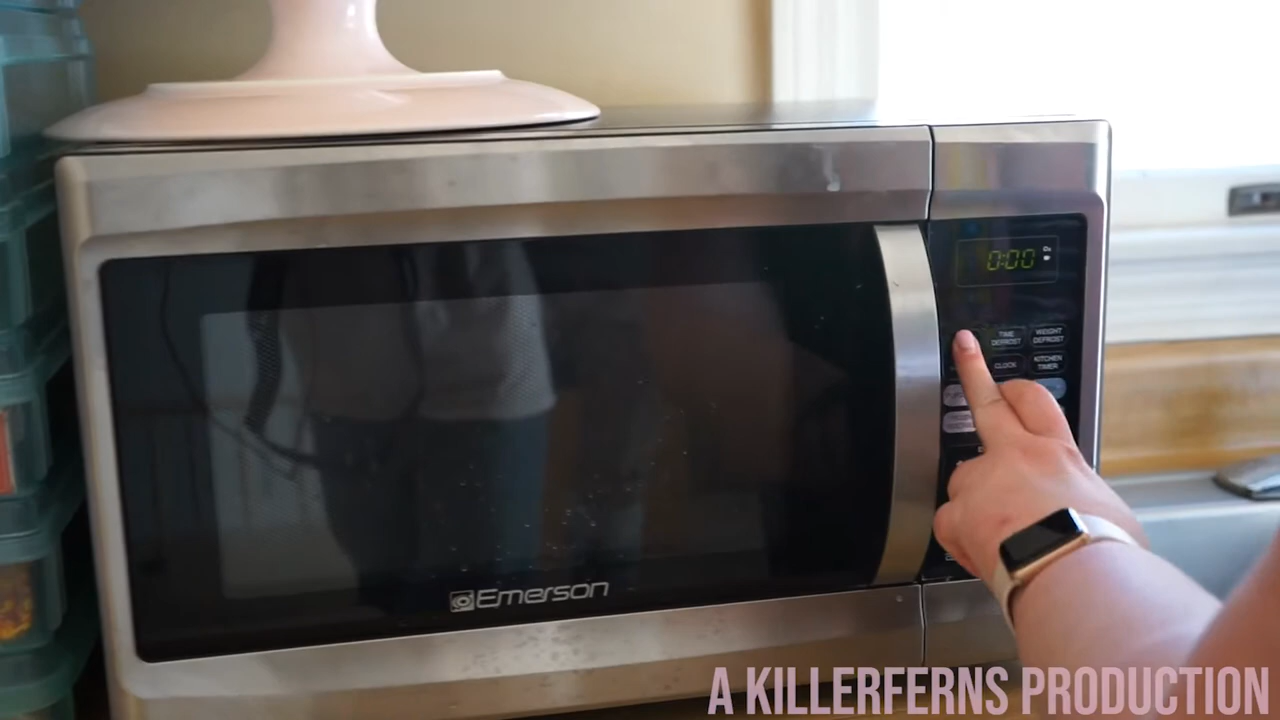 0:00
TIME
DEFROST
WEIGHT
DEFROST
CLOCK
KITCHEN
TIMER
Emerson
A KILLERFERNS PRODUCTION